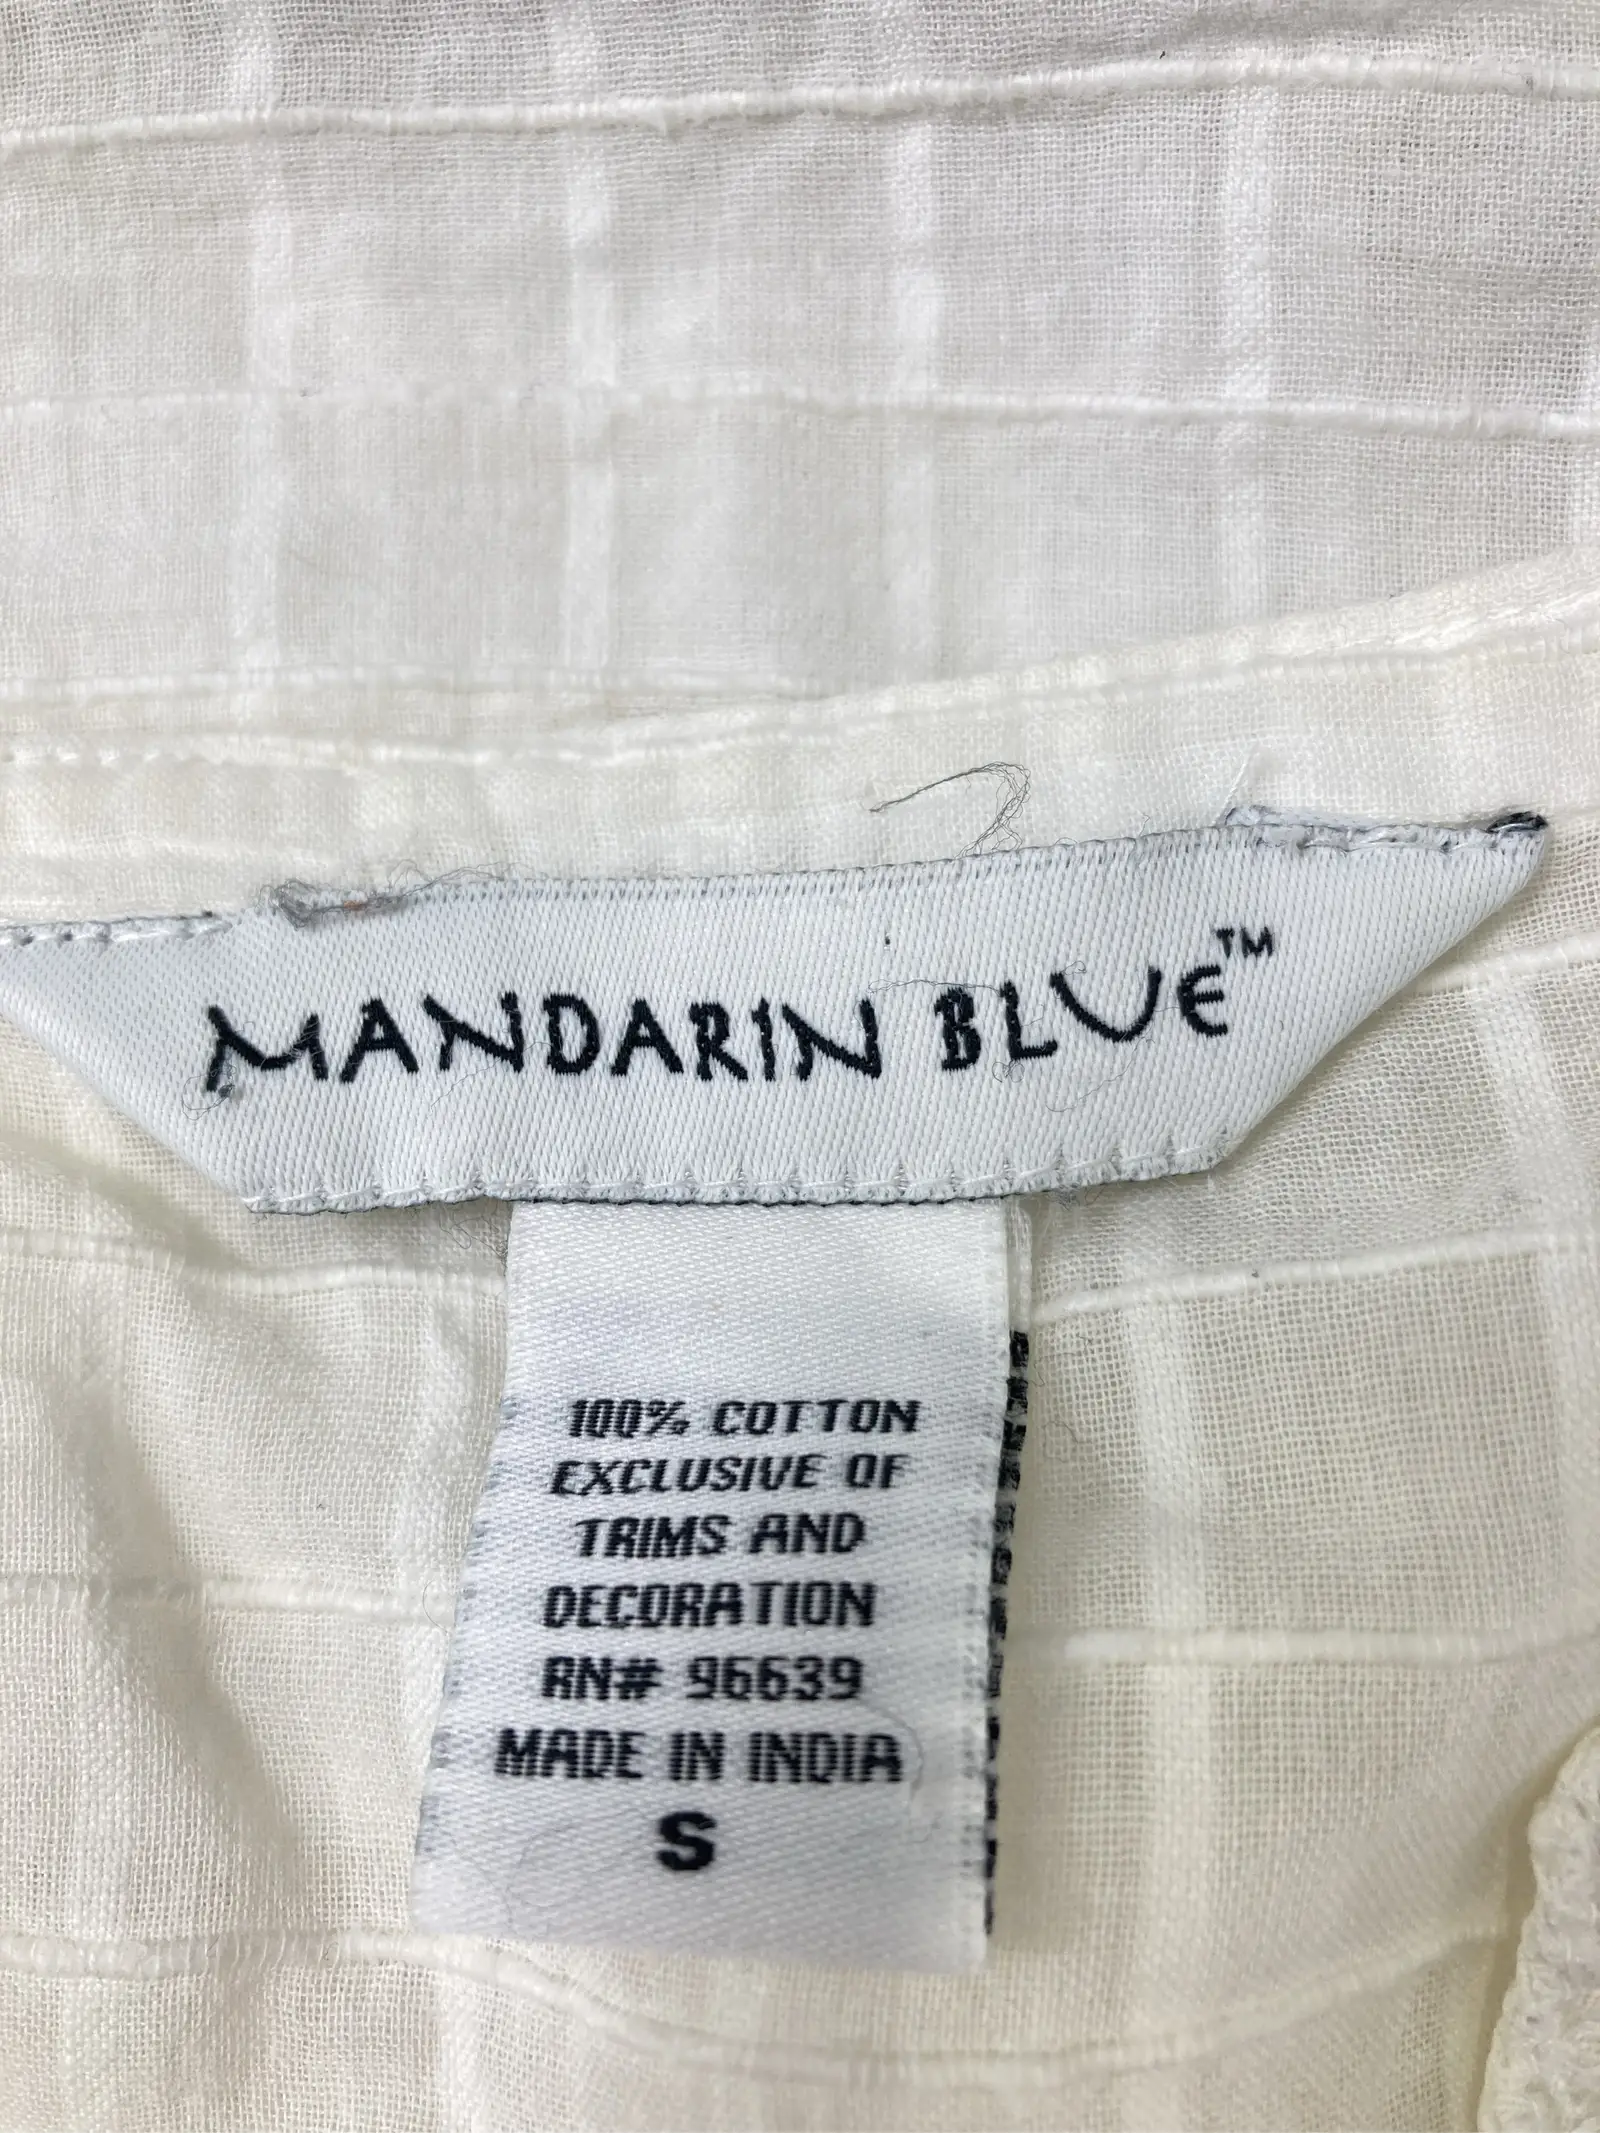 MANDARIN BLUE™
100% COTTON
EXCLUSIVE OF
TRIMS AND
DECORATION
RN# 96639
MADE IN INDIA
S